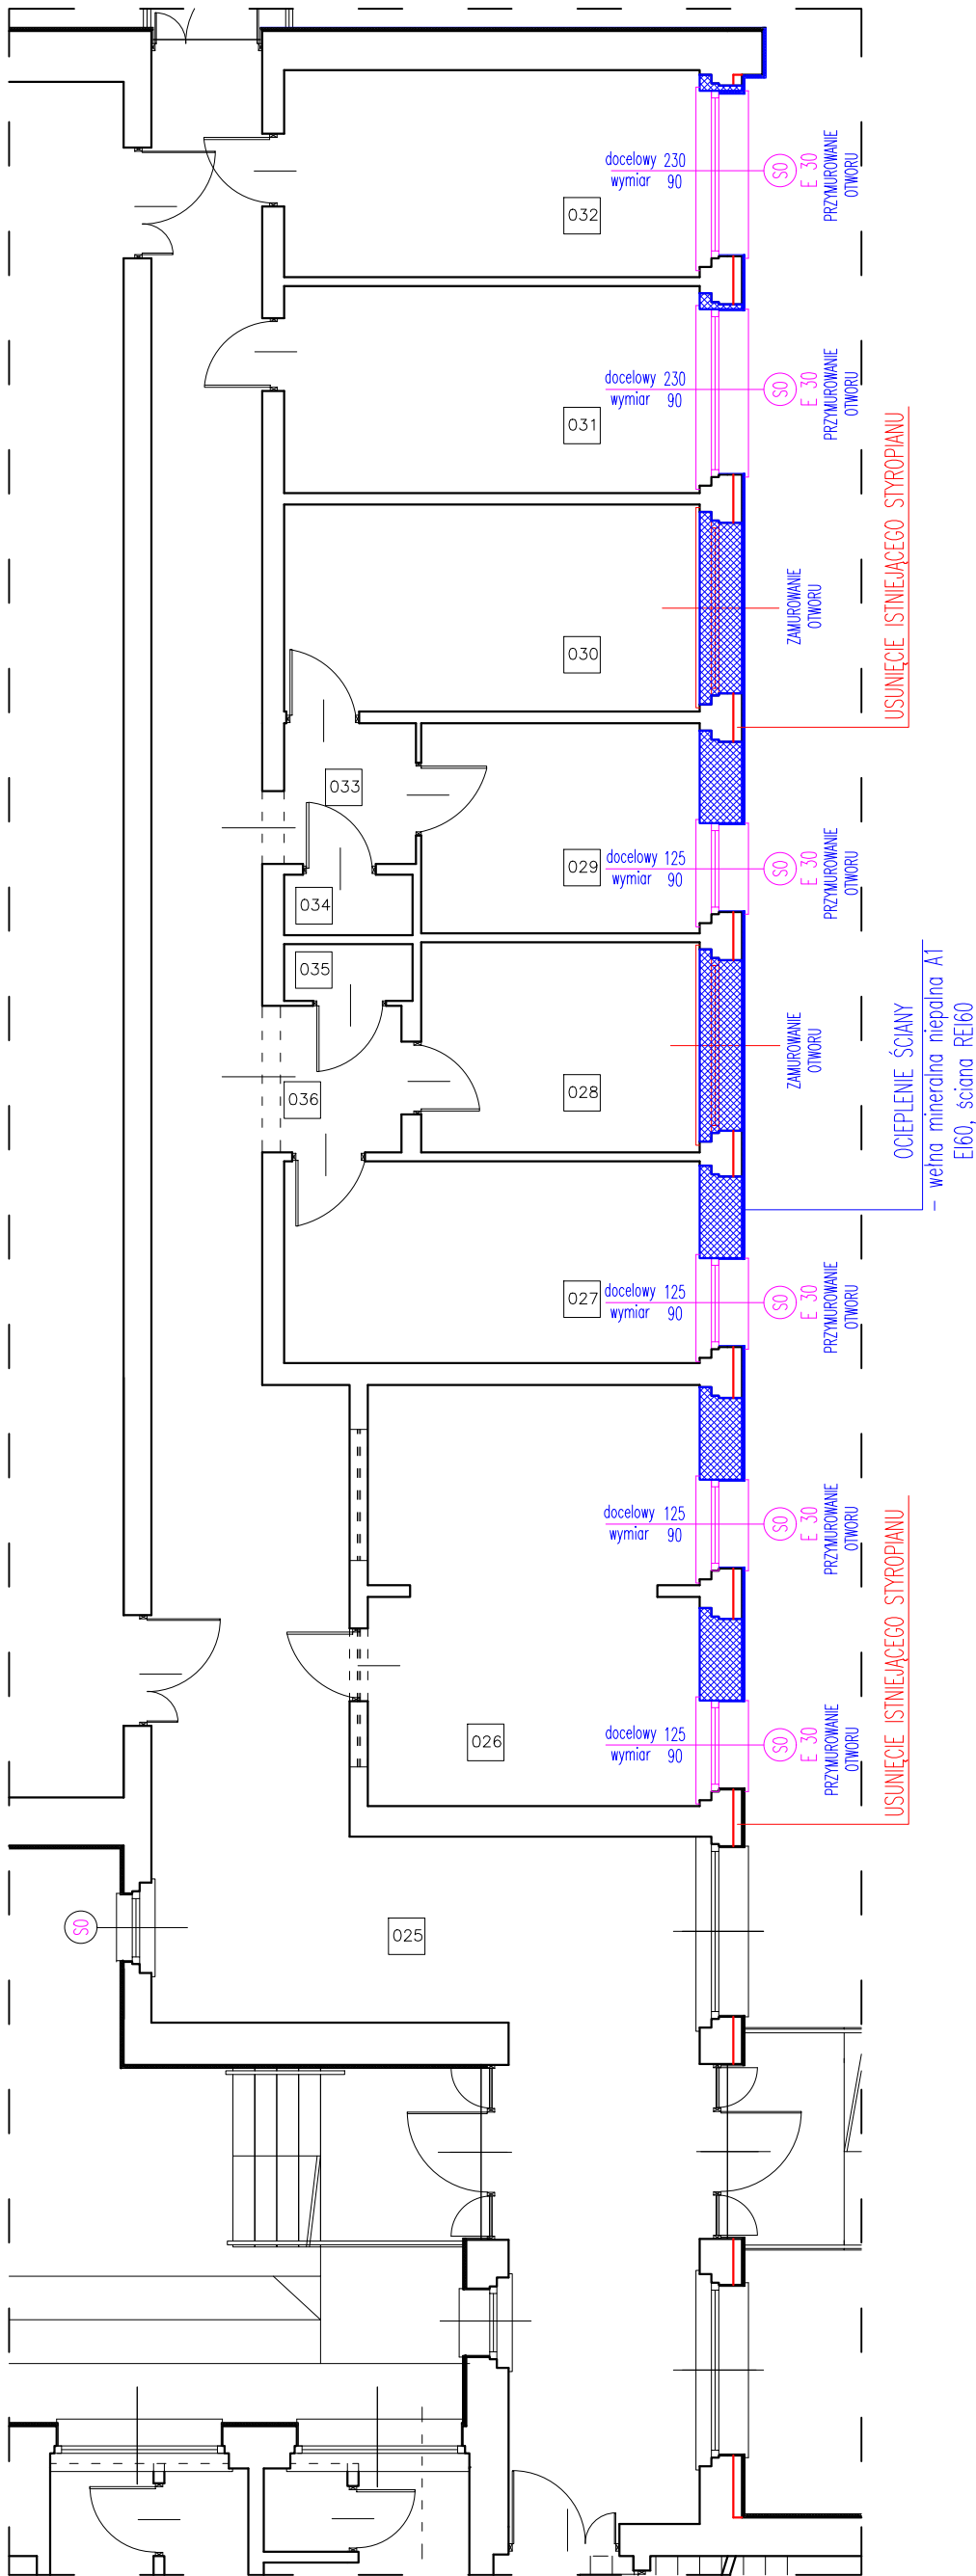 docelowy 230
wymiar 90
SO
E 30
PRZYMUROWANIE
OTWORU
032
docelowy 230
wymiar 90
SO
E 30
PRZYMUROWANIE
OTWORU
031
USUNIĘCIE ISTNIEJĄCEGO STYROPIANU
ZAMUROWANIE
OTWORU
030
033
docelowy 125
wymiar 90
SO
E 30
PRZYMUROWANIE
OTWORU
029
034
035
ZAMUROWANIE
OTWORU
028
036
OCIEPLENIE ŚCIANY
- wełna mineralna niepalna A1
EI60, ściana REI60
docelowy 125
wymiar 90
SO
E 30
PRZYMUROWANIE
OTWORU
027
docelowy 125
wymiar 90
SO
E 30
PRZYMUROWANIE
OTWORU
USUNIĘCIE ISTNIEJĄCEGO STYROPIANU
026
docelowy 125
wymiar 90
SO
E 30
PRZYMUROWANIE
OTWORU
SO
025